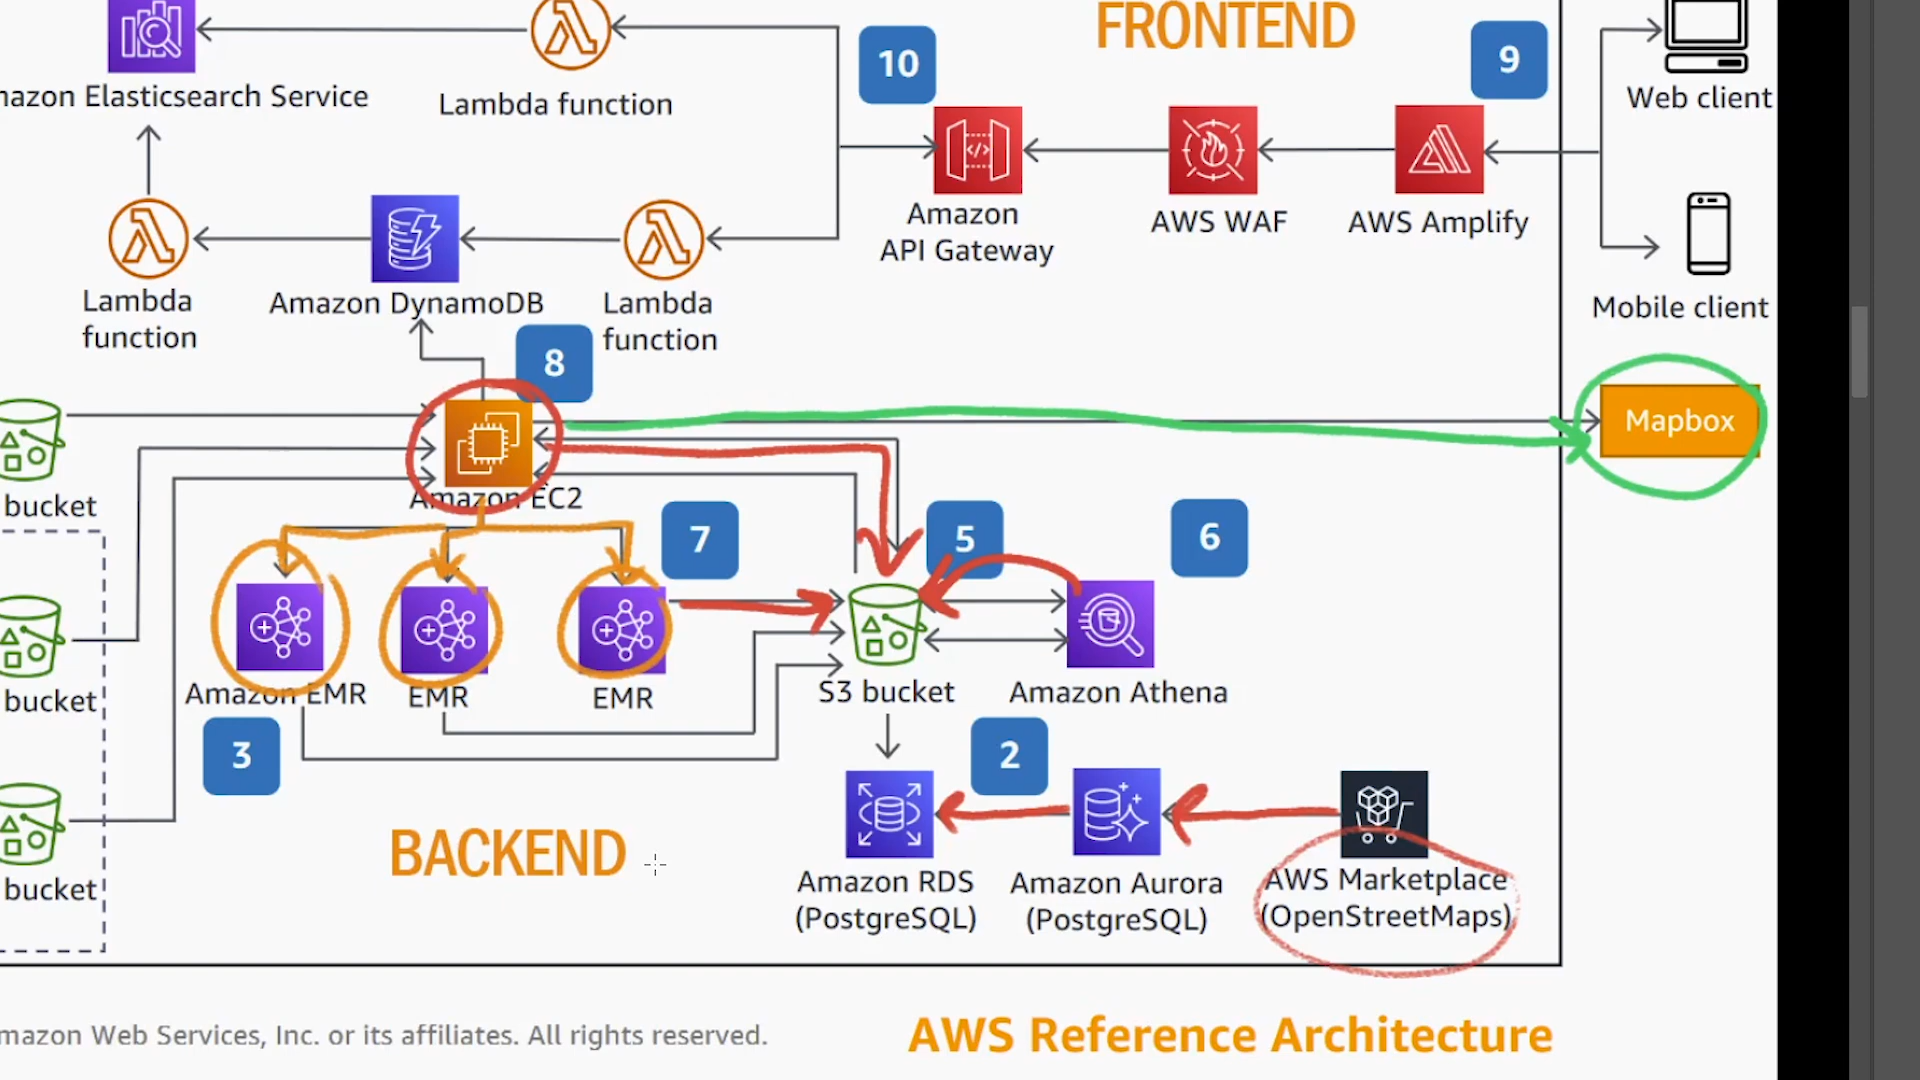 FRONTEND
10
9
mazon Elasticsearch Service
Lambda function
Web client
</>
Amazon
API Gateway
AWS WAF
AWS Amplify
Lambda
function
Amazon DynamoDB
Lambda
function
Mobile client
8
Mapbox
bucket
Amazon EC2
7
5
6
bucket
Amazon EMR
EMR
EMR
S3 bucket
Amazon Athena
3
2
bucket
BACKEND
Amazon RDS
(PostgreSQL)
Amazon Aurora
(PostgreSQL)
AWS Marketplace
(OpenStreetMaps)
mazon Web Services, Inc. or its affiliates. All rights reserved.
AWS Reference Architecture